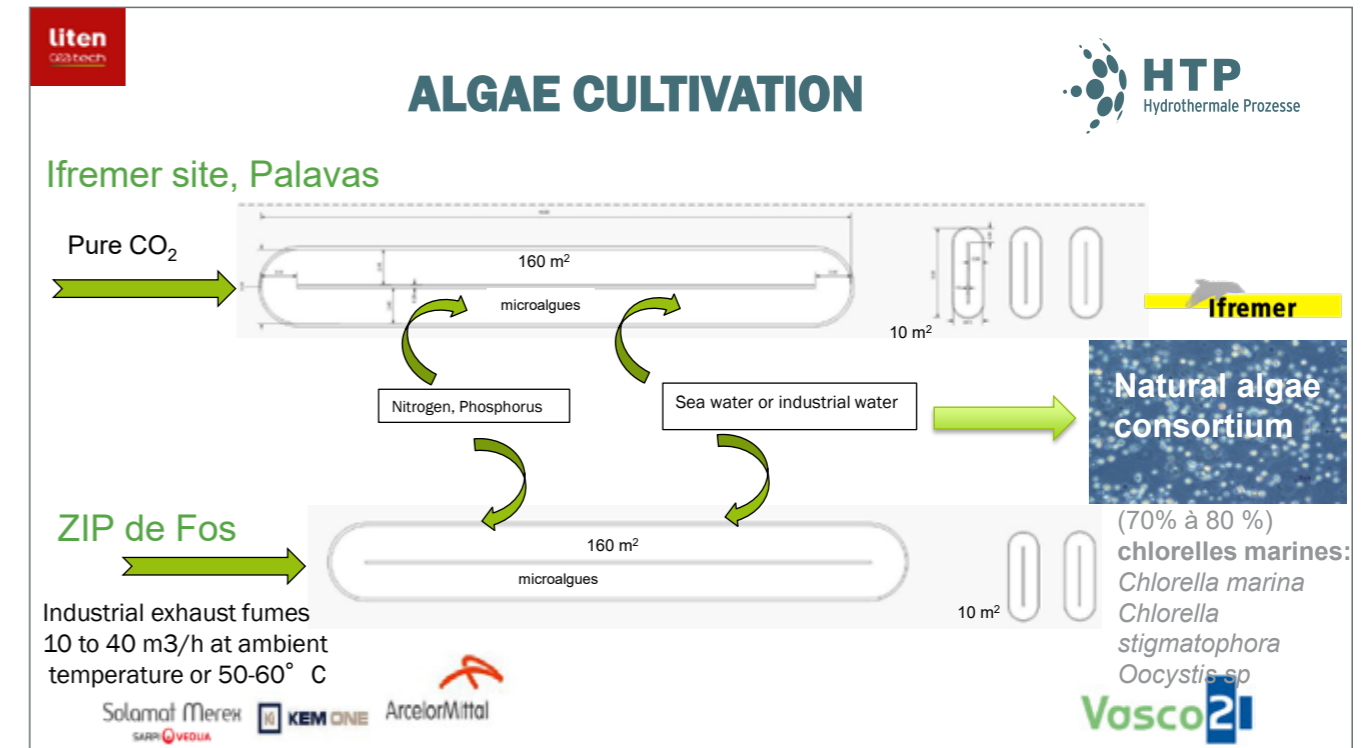 liten
ceatech
ALGAE CULTIVATION
HTP
Hydrothermale Prozesse
Ifremer site, Palavas
Pure CO₂
160 m²
microalgues
10 m²
Ifremer
Nitrogen, Phosphorus
Sea water or industrial water
Natural algae
consortium
ZIP de Fos
160 m²
microalgues
10 m²
(70% à 80 %)
chlorelles marines:
Chlorella marina
Chlorella
stigmatophora
Oocystis sp
Industrial exhaust fumes
10 to 40 m3/h at ambient
temperature or 50-60° C
Solamat Merex
SARPI VEOLIA
KEM ONE
ArcelorMittal
Vasco2